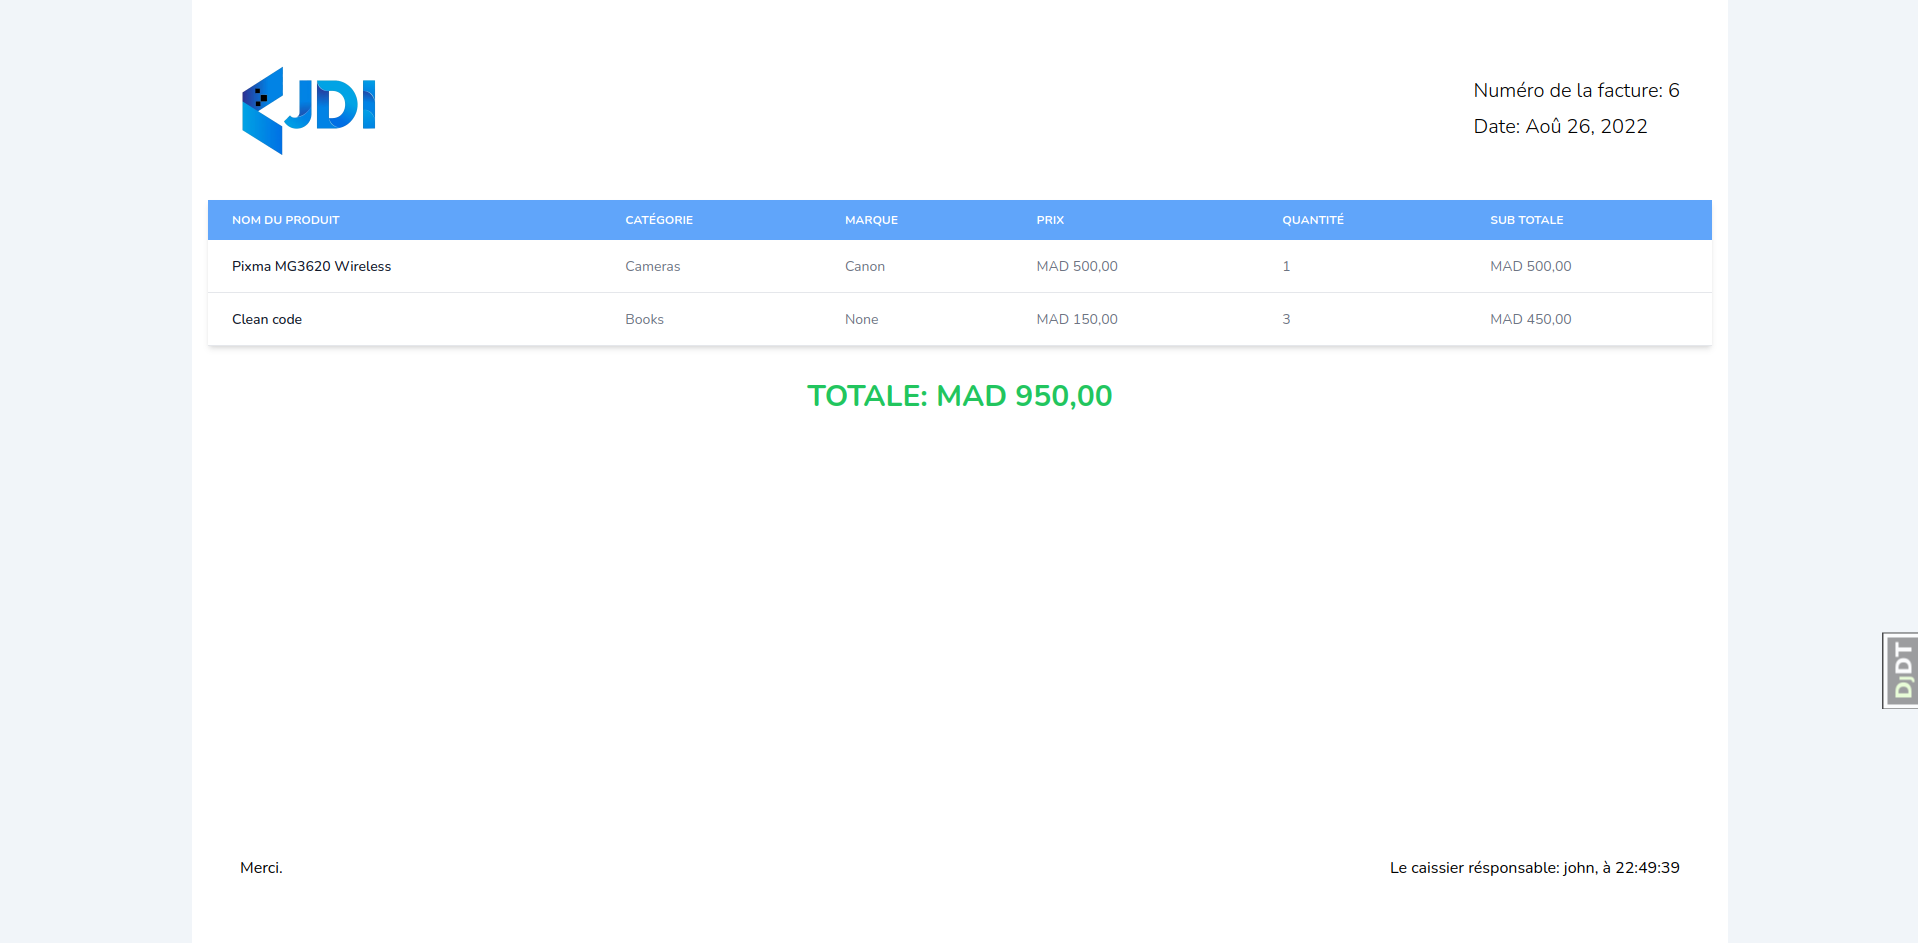 JDI
Numéro de la facture: 6
Date: Aoû 26, 2022
NOM DU PRODUIT CATÉGORIE MARQUE PRIX QUANTITÉ SUB TOTALE
Pixma MG3620 Wireless Cameras Canon MAD 500,00 1 MAD 500,00
Clean code Books None MAD 150,00 3 MAD 450,00
TOTALE: MAD 950,00
DjDT
Merci.
Le caissier résponsable: john, à 22:49:39